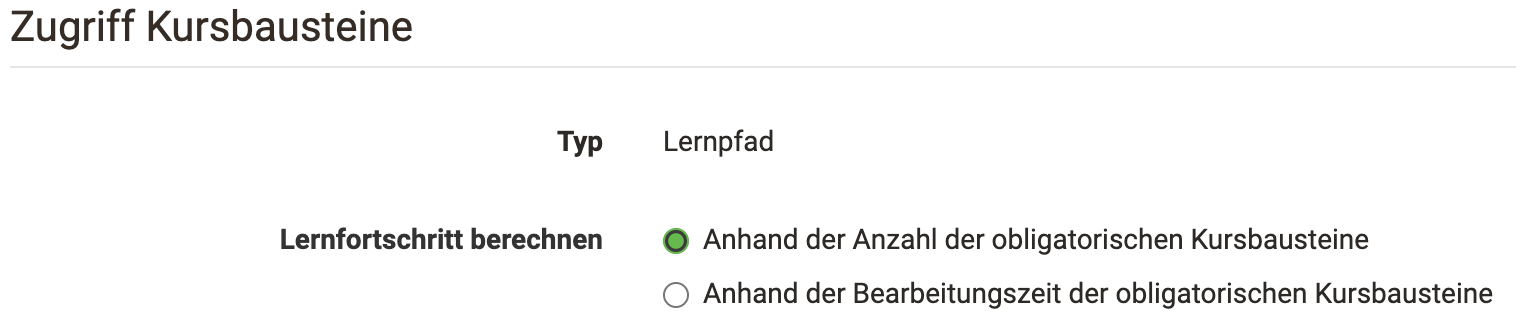 Zugriff Kursbausteine
Typ Lernpfad
Lernfortschritt berechnen Anhand der Anzahl der obligatorischen Kursbausteine
Anhand der Bearbeitungszeit der obligatorischen Kursbausteine